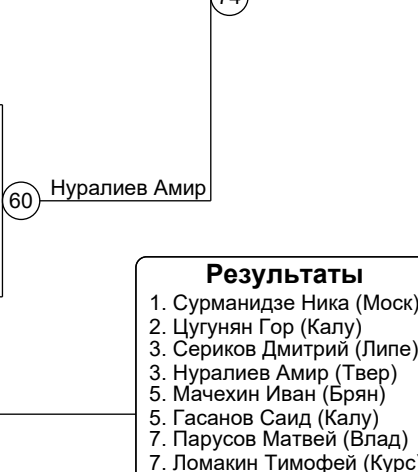 74
60
Нуралиев Амир
Результаты
1. Сурманидзе Ника (Моск)
2. Цугунян Гор (Калу)
3. Сериков Дмитрий (Липе)
3. Нуралиев Амир (Твер)
5. Мачехин Иван (Брян)
5. Гасанов Саид (Калу)
7. Парусов Матвей (Влад)
7. Ломакин Тимофей (Курс)